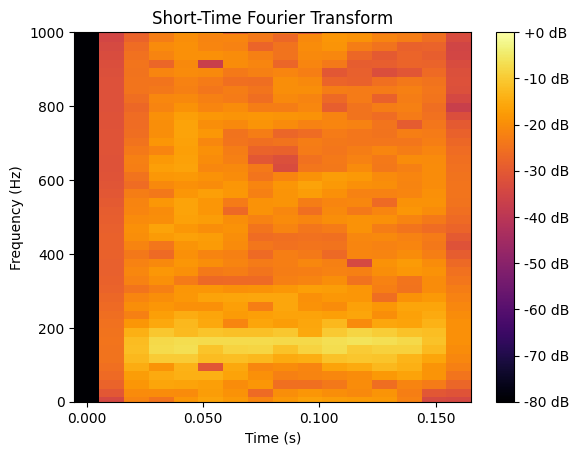 Short-Time Fourier Transform
Frequency (Hz)
1000
800
600
400
200
0
0.000
0.050
0.100
0.150
Time (s)
+0 dB
-10 dB
-20 dB
-30 dB
-40 dB
-50 dB
-60 dB
-70 dB
-80 dB